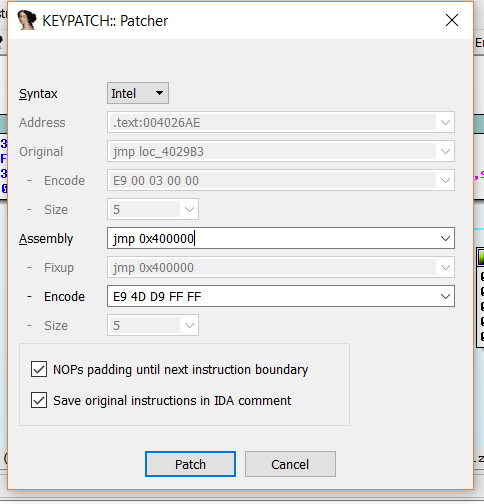 KEYPATCH:: Patcher
Syntax Intel
Address .text:004026AE
Original jmp loc_4029B3
- Encode E9 00 03 00 00
- Size 5
Assembly jmp 0x400000
- Fixup jmp 0x400000
- Encode E9 4D D9 FF FF
- Size 5
NOPs padding until next instruction boundary
Save original instructions in IDA comment
Patch Cancel